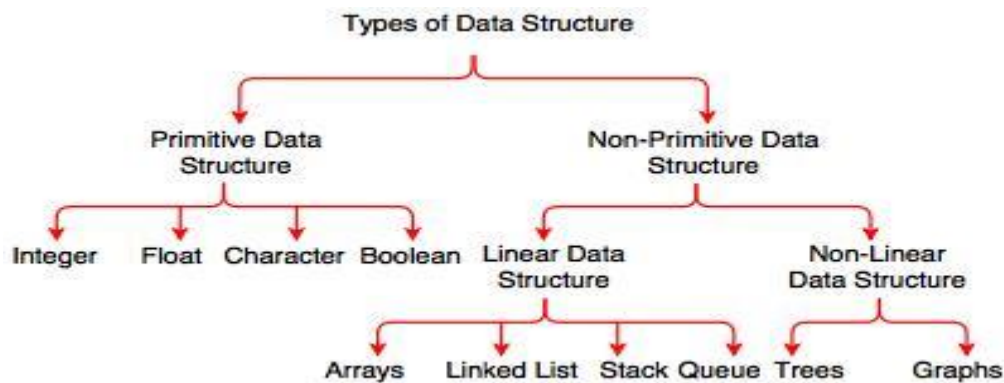 Types of Data Structure
Primitive Data
Structure
Non-Primitive Data
Structure
Integer
Float
Character
Boolean
Linear Data
Structure
Non-Linear
Data Structure
Arrays
Linked List
Stack
Queue
Trees
Graphs